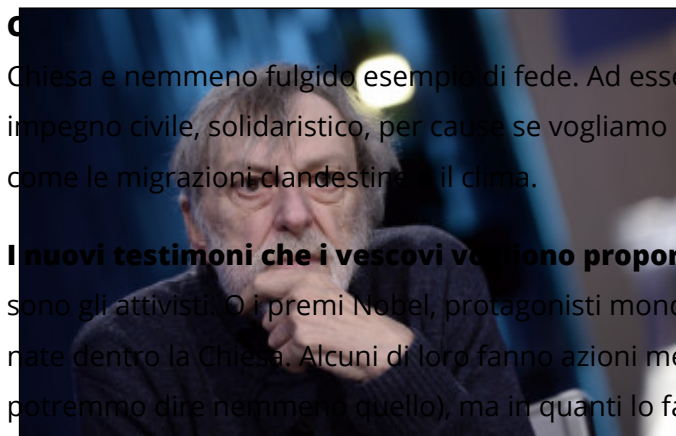 Chiesa e nemmeno fulgido esempio di fede. Ad esse
impegno civile, solidaristico, per cause se vogliamo
come le migrazioni clandestine e il clima.
I nuovi testimoni che i vescovi vogliono propor
sono gli attivisti. O i premi Nobel, protagonisti mond
nate dentro la Chiesa. Alcuni di loro fanno azioni me
potremmo dire nemmeno quello), ma in quanti lo fa